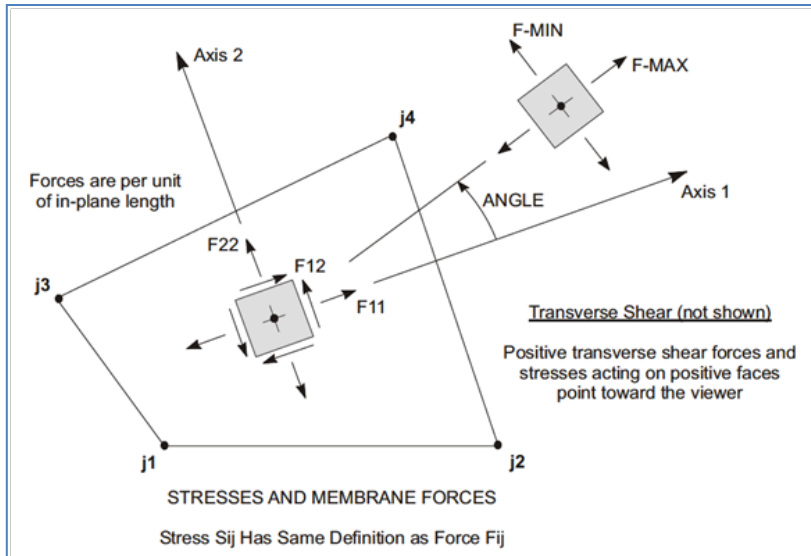 F-MIN
Axis 2
F-MAX
j4
Forces are per unit
of in-plane length
Axis 1
ANGLE
F22
F12
j3
F11
Transverse Shear (not shown)
Positive transverse shear forces and
stresses acting on positive faces
point toward the viewer
j1
j2
STRESSES AND MEMBRANE FORCES
Stress Sij Has Same Definition as Force Fij